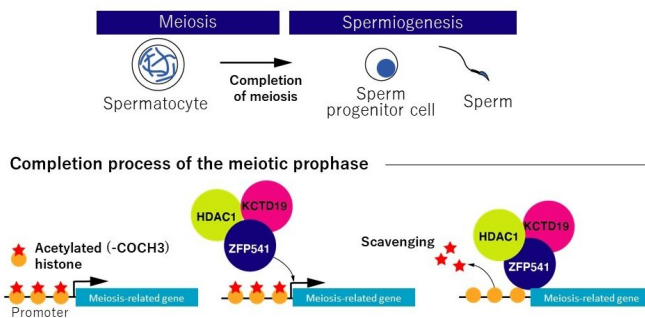 Meiosis
Spermiogenesis
Spermatocyte
Completion
of meiosis
Sperm
progenitor cell
Sperm
Completion process of the meiotic prophase
Acetylated (-COCH3)
histone
Promoter
Meiosis-related gene
HDAC1
KCTD19
ZFP541
Meiosis-related gene
Scavenging
HDAC1
KCTD19
ZFP541
Meiosis-related gene